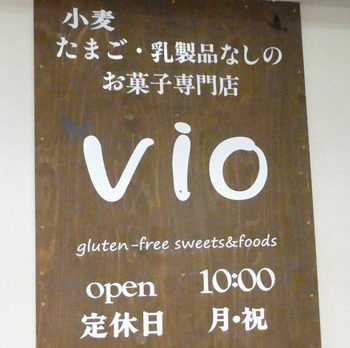 小麦
たまご・乳製品なしの
お菓子専門店
vio
gluten-free sweets&foods
open 10:00
定休日 月・祝